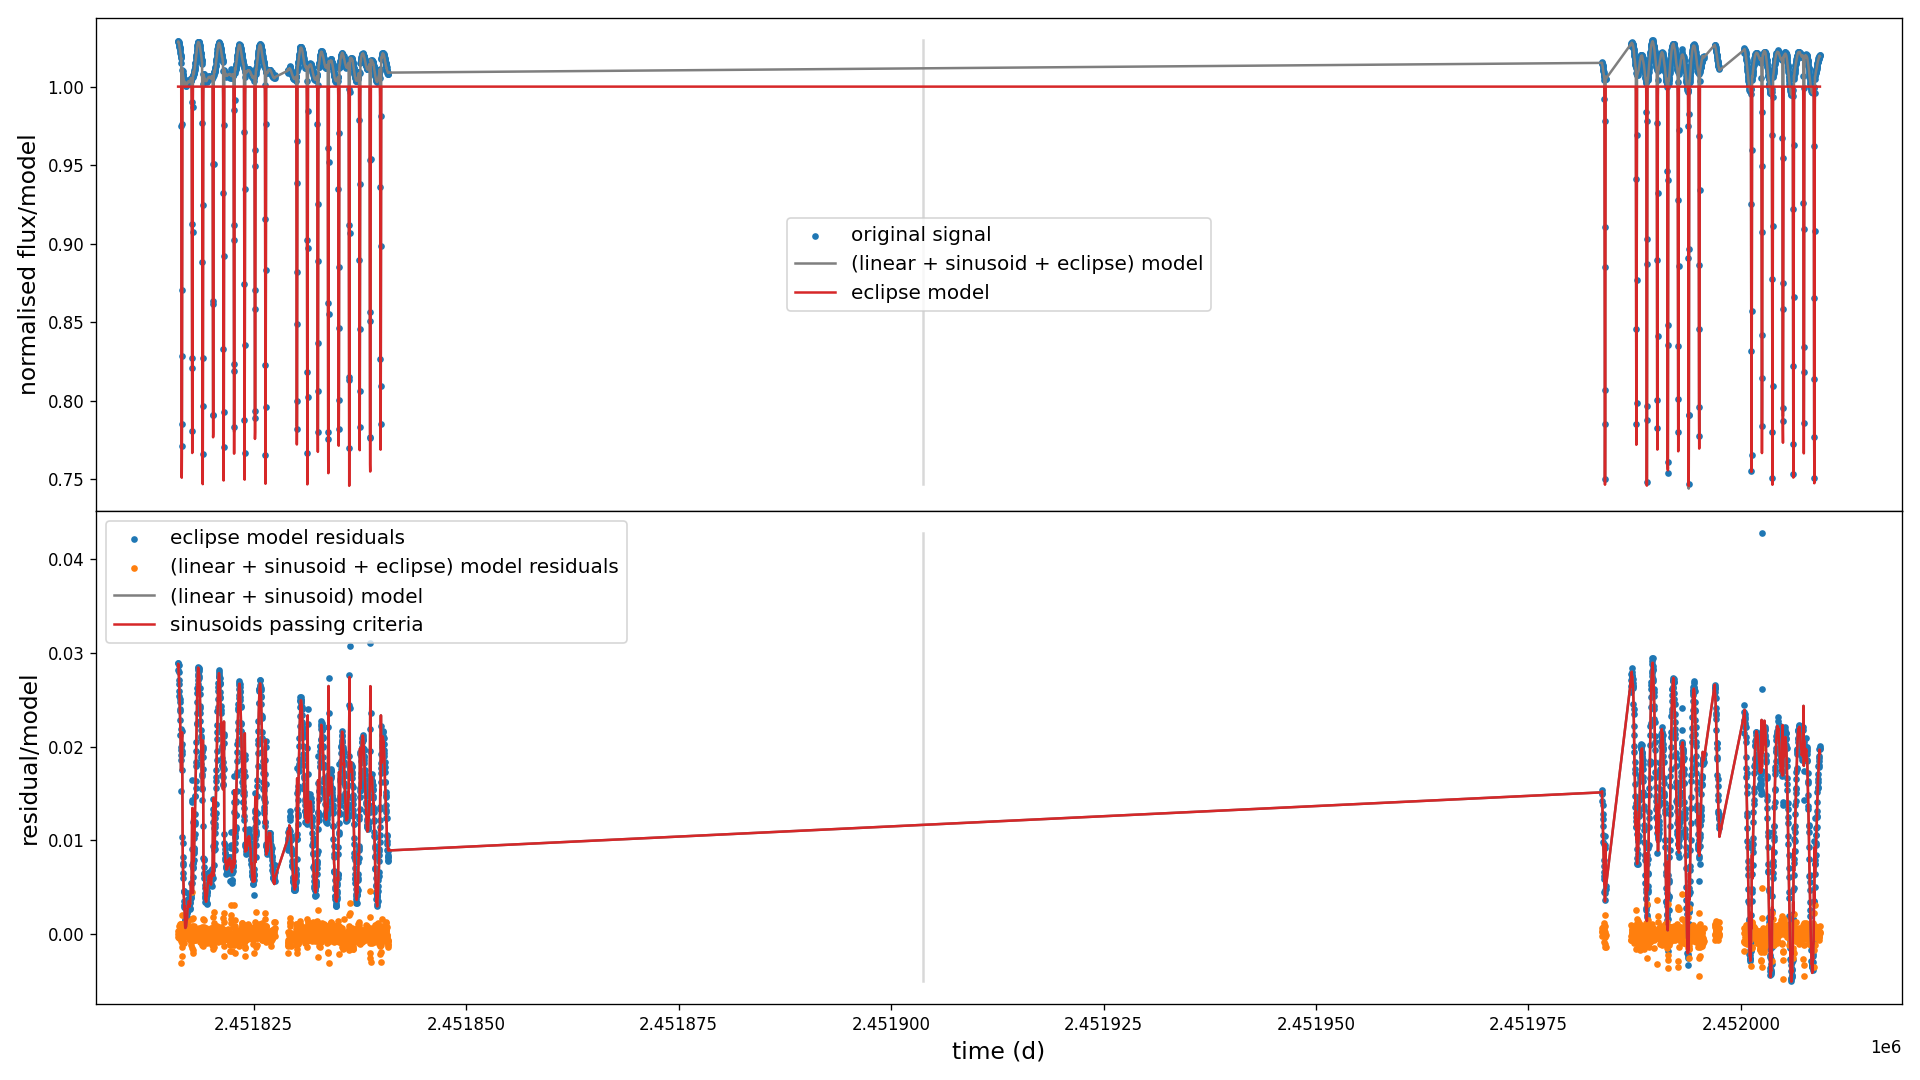 normalised flux/model
1.00
0.95
0.90
0.85
0.80
0.75
original signal
(linear + sinusoid + eclipse) model
eclipse model
residual/model
0.04
0.03
0.02
0.01
0.00
eclipse model residuals
(linear + sinusoid + eclipse) model residuals
(linear + sinusoid) model
sinusoids passing criteria
2.451825 2.451850 2.451875 2.451900 2.451925 2.451950 2.451975 2.452000
1e6
time (d)